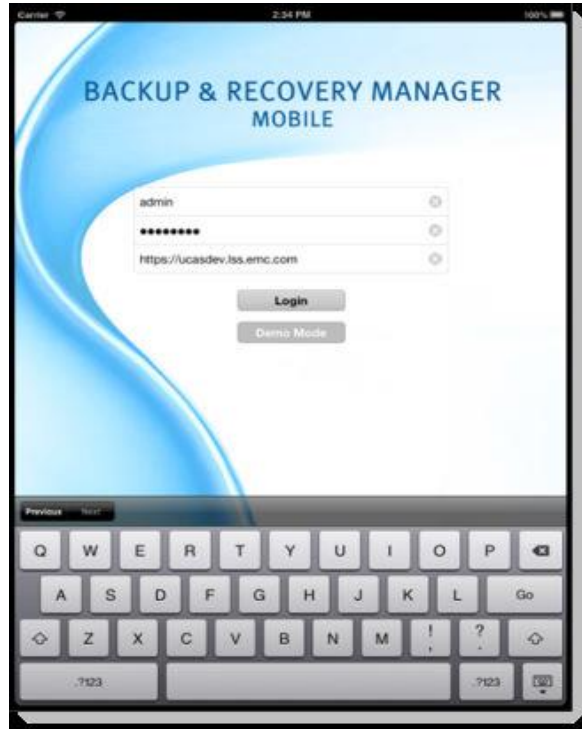 Carrier 2:34 PM 100%
BACKUP & RECOVERY MANAGER
MOBILE
admin
●●●●●●●●
https://ucasdev.lss.emc.com
Login
Demo Mode
Previous Next
Q W E R T Y U I O P
A S D F G H J K L Go
Z X C V B N M ! , ? .
.?123 .?123